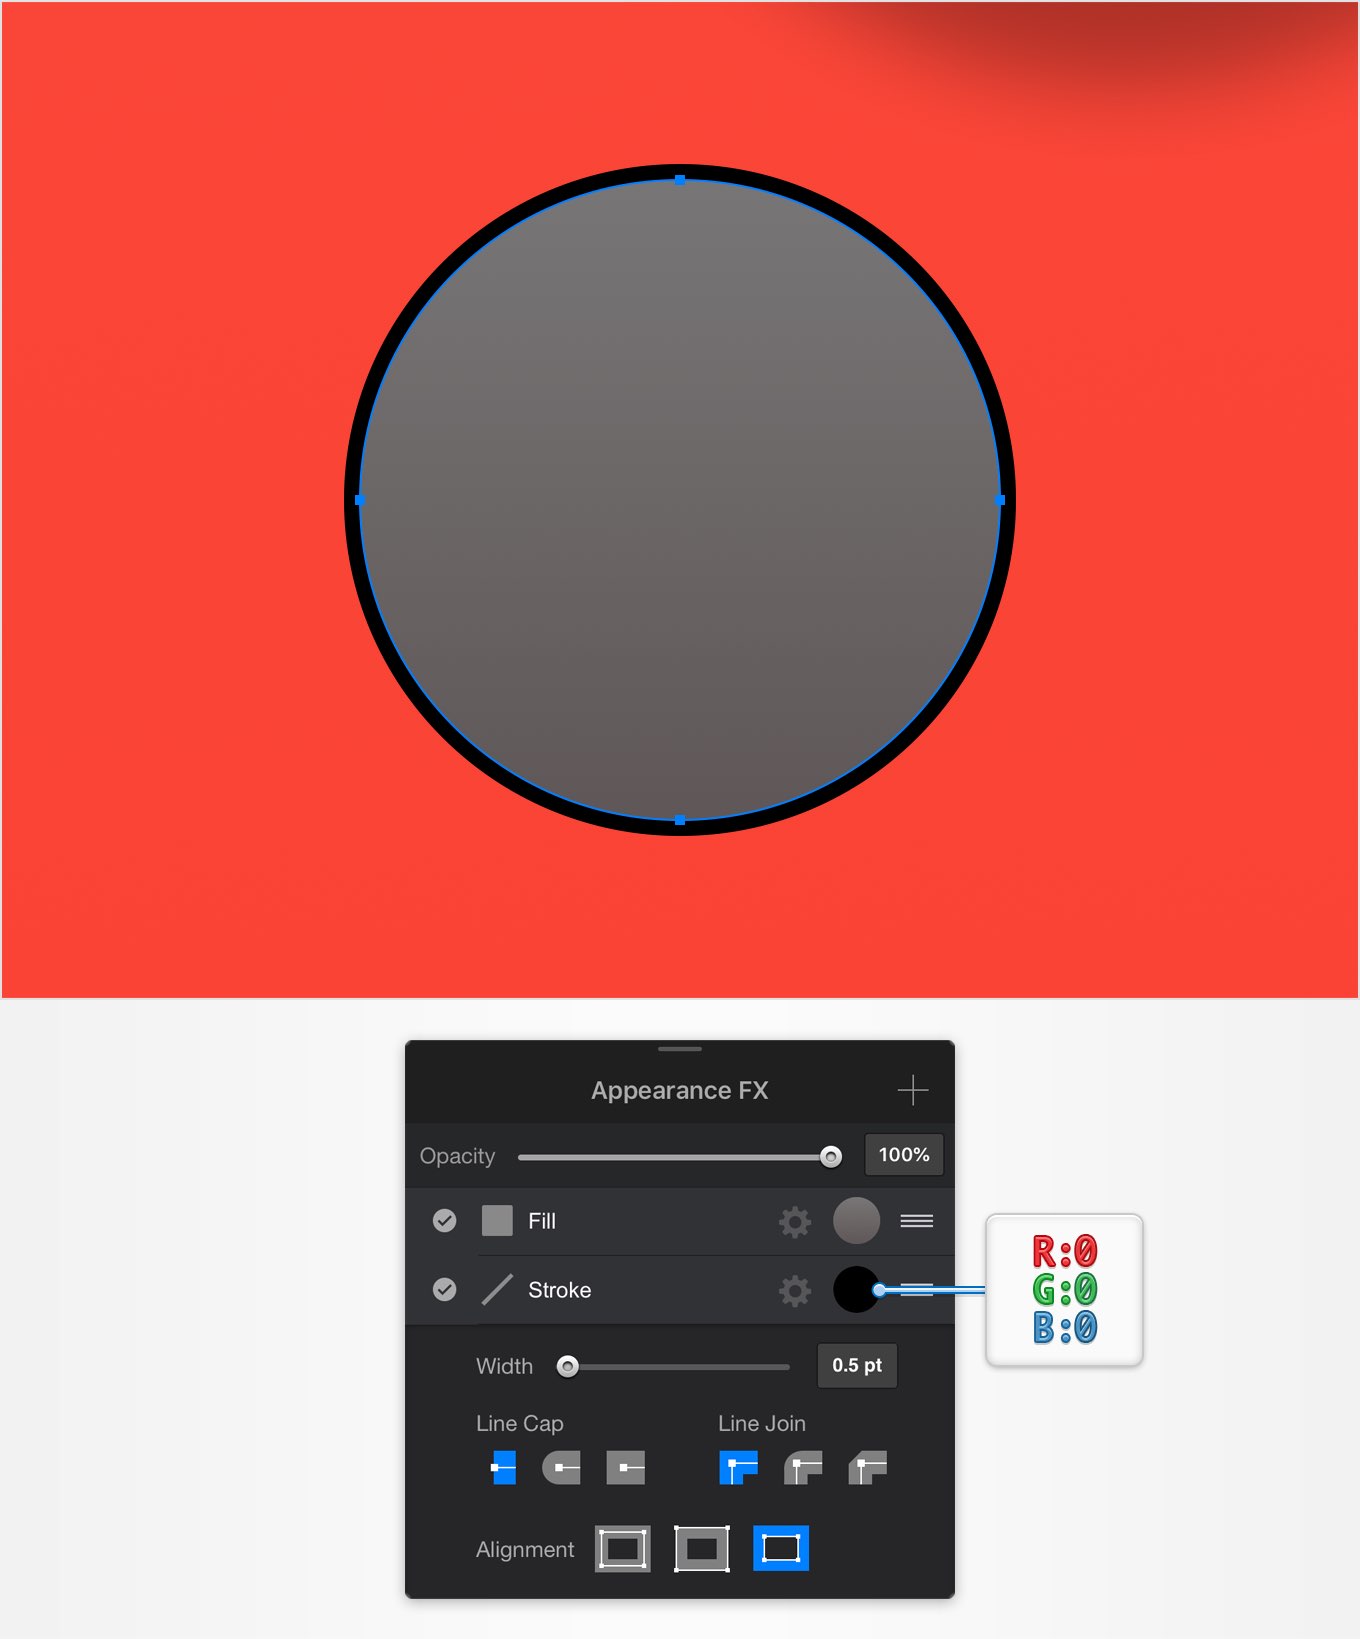 Appearance FX
Opacity 100%
Fill
Stroke
R:0
G:0
B:0
Width 0.5 pt
Line Cap Line Join
Alignment